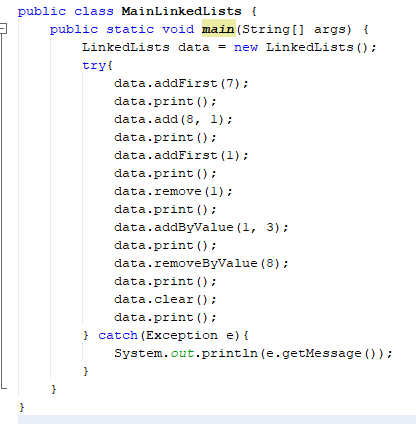 public class MainLinkedLists {
public static void main(String[] args) {
LinkedLists data = new LinkedLists();
try{
data.addFirst(7);
data.print();
data.add(8, 1);
data.print();
data.addFirst(1);
data.print();
data.remove(1);
data.print();
data.addByValue(1, 3);
data.print();
data.removeByValue(8);
data.print();
data.clear();
data.print();
} catch(Exception e){
System.out.println(e.getMessage());
}
}
}